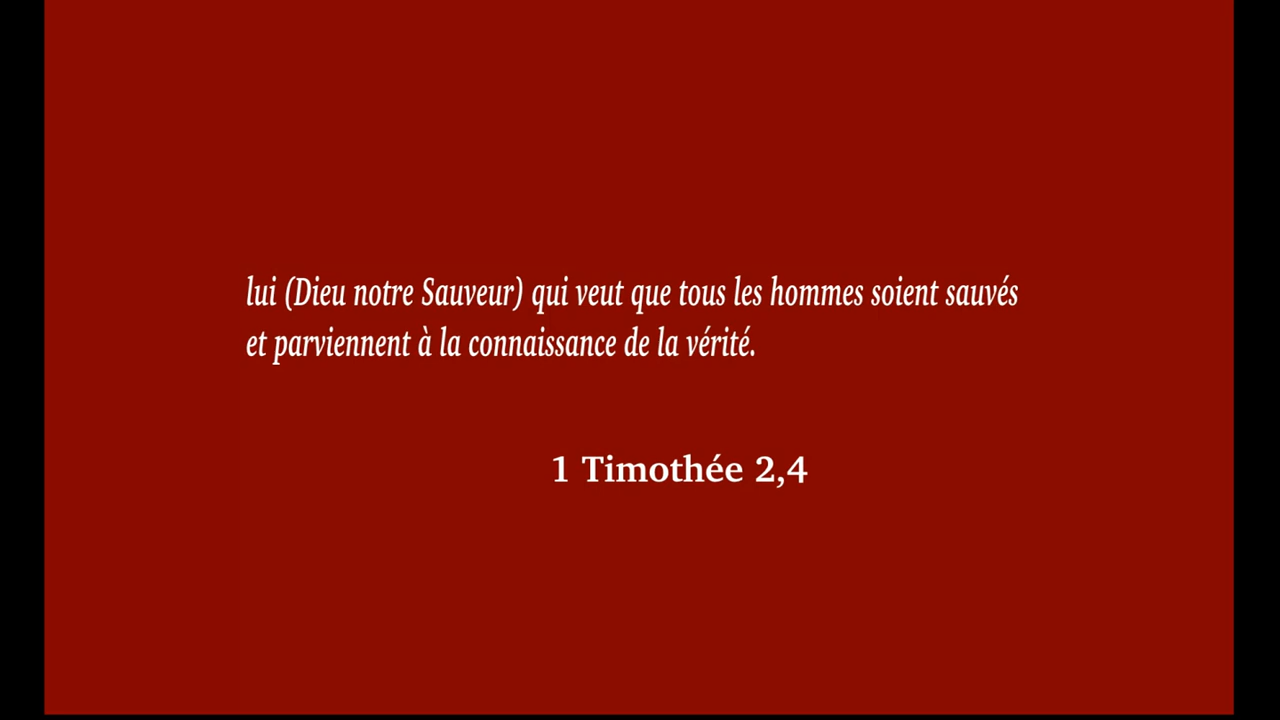 lui (Dieu notre Sauveur) qui veut que tous les hommes soient sauvés
et parviennent à la connaissance de la vérité.
1 Timothée 2,4